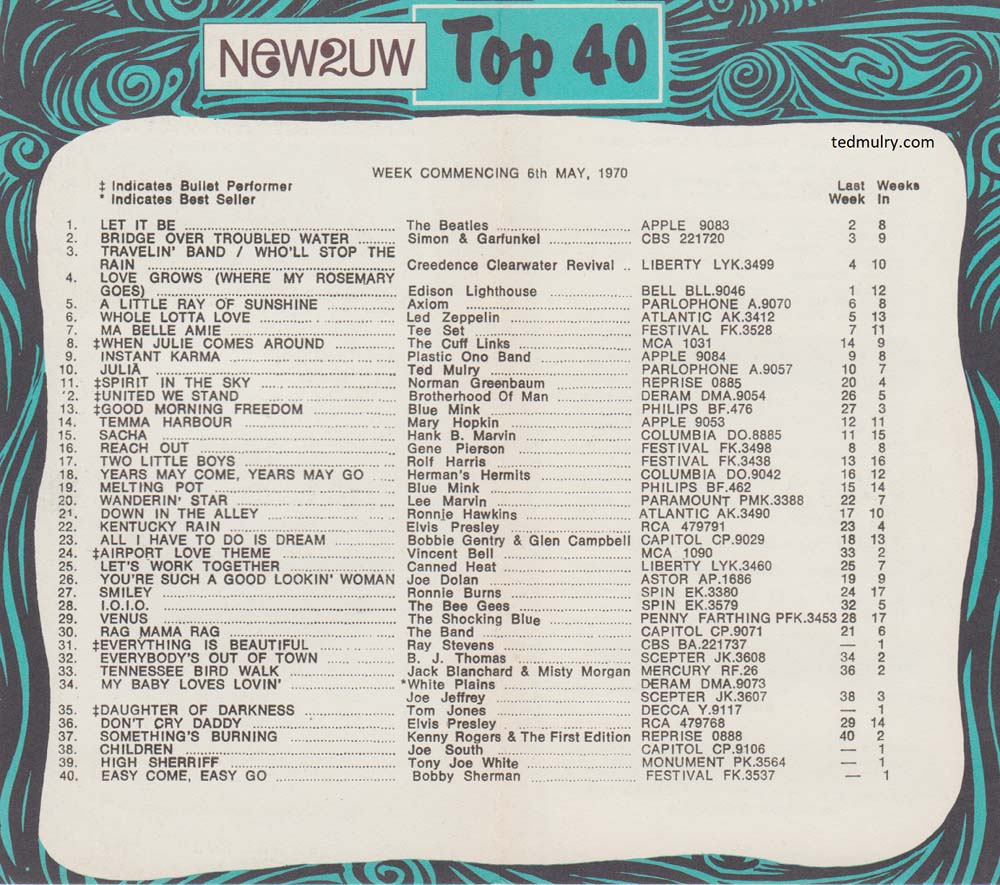 NEW2UW Top 40
tedmulry.com
WEEK COMMENCING 6th MAY, 1970
‡ Indicates Bullet Performer
* Indicates Best Seller
Last Weeks
Week In
1. LET IT BE The Beatles APPLE 9083 2 8
2. BRIDGE OVER TROUBLED WATER Simon & Garfunkel CBS 221720 3 9
3. TRAVELIN' BAND / WHO'LL STOP THE
RAIN Creedence Clearwater Revival LIBERTY LYK.3499 4 10
4. LOVE GROWS (WHERE MY ROSEMARY
GOES) Edison Lighthouse BELL BLL.9046 1 12
5. A LITTLE RAY OF SUNSHINE Axiom PARLOPHONE A.9070 6 8
6. WHOLE LOTTA LOVE Led Zeppelin ATLANTIC AK.3412 5 13
7. MA BELLE AMIE Tee Set FESTIVAL FK.3528 7 11
8. ‡WHEN JULIE COMES AROUND The Cuff Links MCA 1031 14 9
9. INSTANT KARMA Plastic Ono Band APPLE 9084 9 8
10. JULIA Ted Mulry PARLOPHONE A.9057 10 7
11. ‡SPIRIT IN THE SKY Norman Greenbaum REPRISE 0885 20 4
'2. ‡UNITED WE STAND Brotherhood Of Man DERAM DMA.9054 26 5
13. ‡GOOD MORNING FREEDOM Blue Mink PHILIPS BF.476 27 3
14. TEMMA HARBOUR Mary Hopkin APPLE 9053 12 11
15. SACHA Hank B. Marvin COLUMBIA DO.8885 11 15
16. REACH OUT Gene Pierson FESTIVAL FK.3498 8 8
17. TWO LITTLE BOYS Rolf Harris FESTIVAL FK.3438 13 16
18. YEARS MAY COME, YEARS MAY GO Herman's Hermits COLUMBIA DO.9042 16 12
19. MELTING POT Blue Mink PHILIPS BF.462 15 14
20. WANDERIN' STAR Lee Marvin PARAMOUNT PMK.3388 22 7
21. DOWN IN THE ALLEY Ronnie Hawkins ATLANTIC AK.3490 17 10
22. KENTUCKY RAIN Elvis Presley RCA 479791 23 4
23. ALL I HAVE TO DO IS DREAM Bobbie Gentry & Glen Campbell CAPITOL CP.9029 18 13
24. ‡AIRPORT LOVE THEME Vincent Bell MCA 1090 33 2
25. LET'S WORK TOGETHER Canned Heat LIBERTY LYK.3460 25 7
26. YOU'RE SUCH A GOOD LOOKIN' WOMAN Joe Dolan ASTOR AP.1686 19 9
27. SMILEY Ronnie Burns SPIN EK.3380 24 17
28. I.O.I.O. The Bee Gees SPIN EK.3579 32 5
29. VENUS The Shocking Blue PENNY FARTHING PFK.3453 28 17
30. RAG MAMA RAG The Band CAPITOL CP.9071 21 6
31. ‡EVERYTHING IS BEAUTIFUL Ray Stevens CBS BA.221737 — 1
32. EVERYBODY'S OUT OF TOWN B. J. Thomas SCEPTER JK.3608 34 2
33. TENNESSEE BIRD WALK Jack Blanchard & Misty Morgan MERCURY RF.26 36 2
34. MY BABY LOVES LOVIN' *White Plains DERAM DMA.9073
Joe Jeffrey SCEPTER JK.3607 38 3
35. ‡DAUGHTER OF DARKNESS Tom Jones DECCA Y.9117 — 1
36. DON'T CRY DADDY Elvis Presley RCA 479768 29 14
37. SOMETHING'S BURNING Kenny Rogers & The First Edition REPRISE 0888 40 2
38. CHILDREN Joe South CAPITOL CP.9106 — 1
39. HIGH SHERRIFF Tony Joe White MONUMENT PK.3564 — 1
40. EASY COME, EASY GO Bobby Sherman FESTIVAL FK.3537 — 1